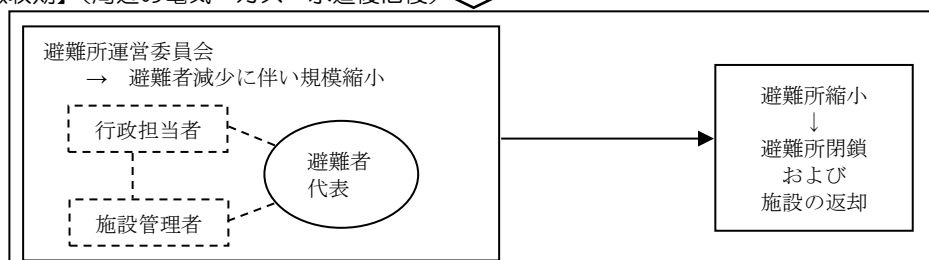 避難所運営委員会
→ 避難者減少に伴い規模縮小
行政担当者
避難者
代表
施設管理者
避難所縮小
↓
避難所閉鎖
および
施設の返却